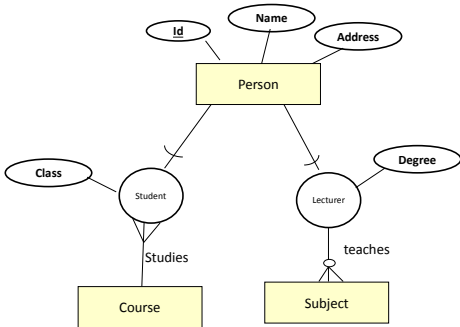 Name
Id
Address
Person
Class
Degree
Student
Lecturer
Studies
teaches
Course
Subject